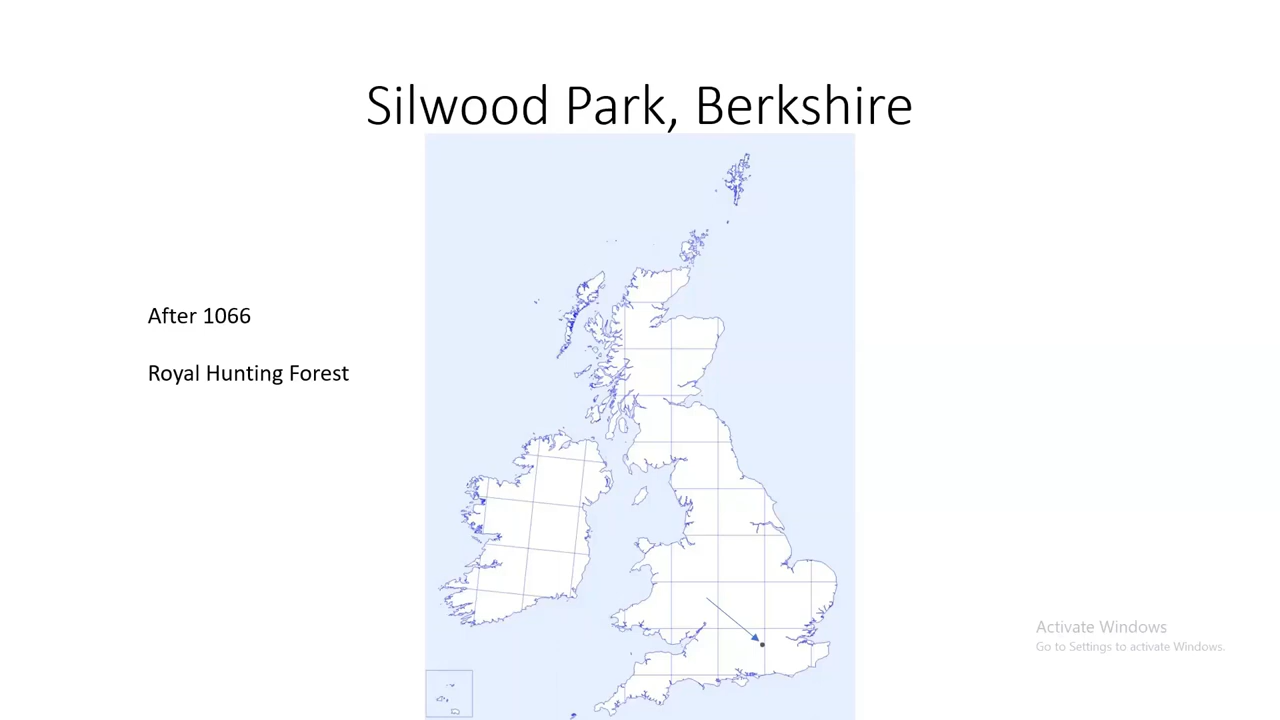 Silwood Park, Berkshire
After 1066
Royal Hunting Forest
Activate Windows
Go to Settings to activate Windows.